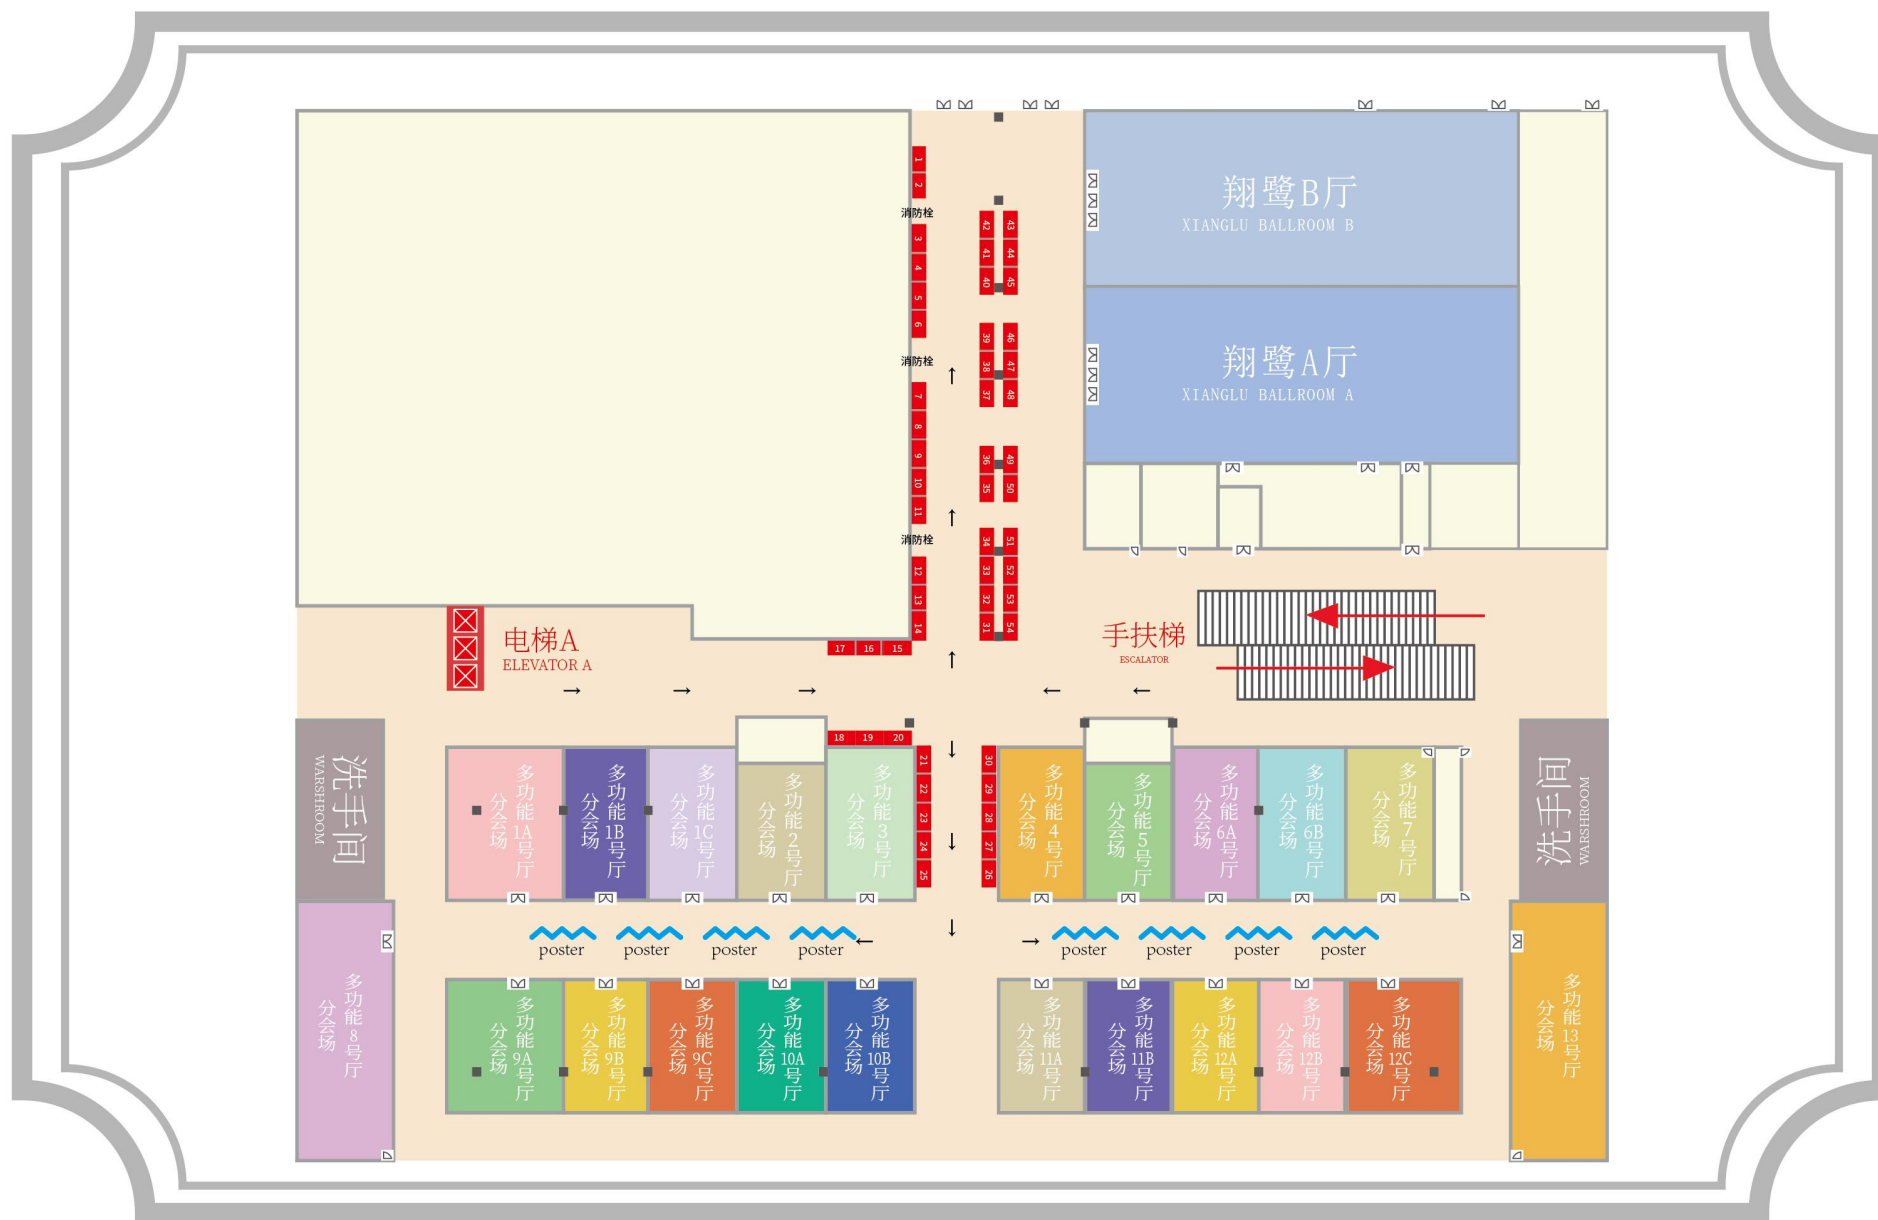 1
2
消防栓
3
4
5
6
消防栓
7
8
9
10
11
消防栓
12
13
14
17 16 15
42 43
41 44
40 45
39 46
38 47
37 48
36 49
35 50
34 51
33 52
32 53
31 54
翔鹭B厅
XIANGLU BALLROOM B
翔鹭A厅
XIANGLU BALLROOM A
电梯A
ELEVATOR A
手扶梯
ESCALATOR
洗手间
WARSHROOM
多功能1A号厅
分会场
多功能1B号厅
分会场
多功能1C号厅
分会场
多功能2号厅
分会场
多功能3号厅
分会场
18 19 20
21
22
23
24
25
30
29
28
27
26
多功能4号厅
分会场
多功能5号厅
分会场
多功能6A号厅
分会场
多功能6B号厅
分会场
多功能7号厅
分会场
洗手间
WARSHROOM
poster
poster
poster
poster
poster
poster
poster
poster
多功能8号厅
分会场
多功能9A号厅
分会场
多功能9B号厅
分会场
多功能9C号厅
分会场
多功能10A号厅
分会场
多功能10B号厅
分会场
多功能11A号厅
分会场
多功能11B号厅
分会场
多功能12A号厅
分会场
多功能12B号厅
分会场
多功能12C号厅
分会场
多功能13号厅
分会场